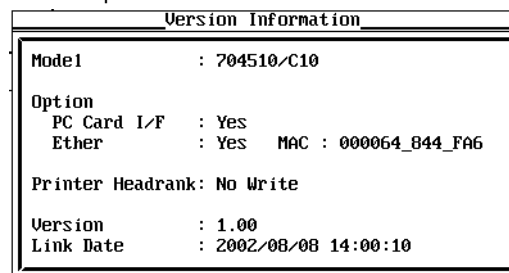 Version Information
Model : 704510/C10
Option
PC Card I/F : Yes
Ether : Yes MAC : 000064_844_FA6
Printer Headrank: No Write
Version : 1.00
Link Date : 2002/08/08 14:00:10